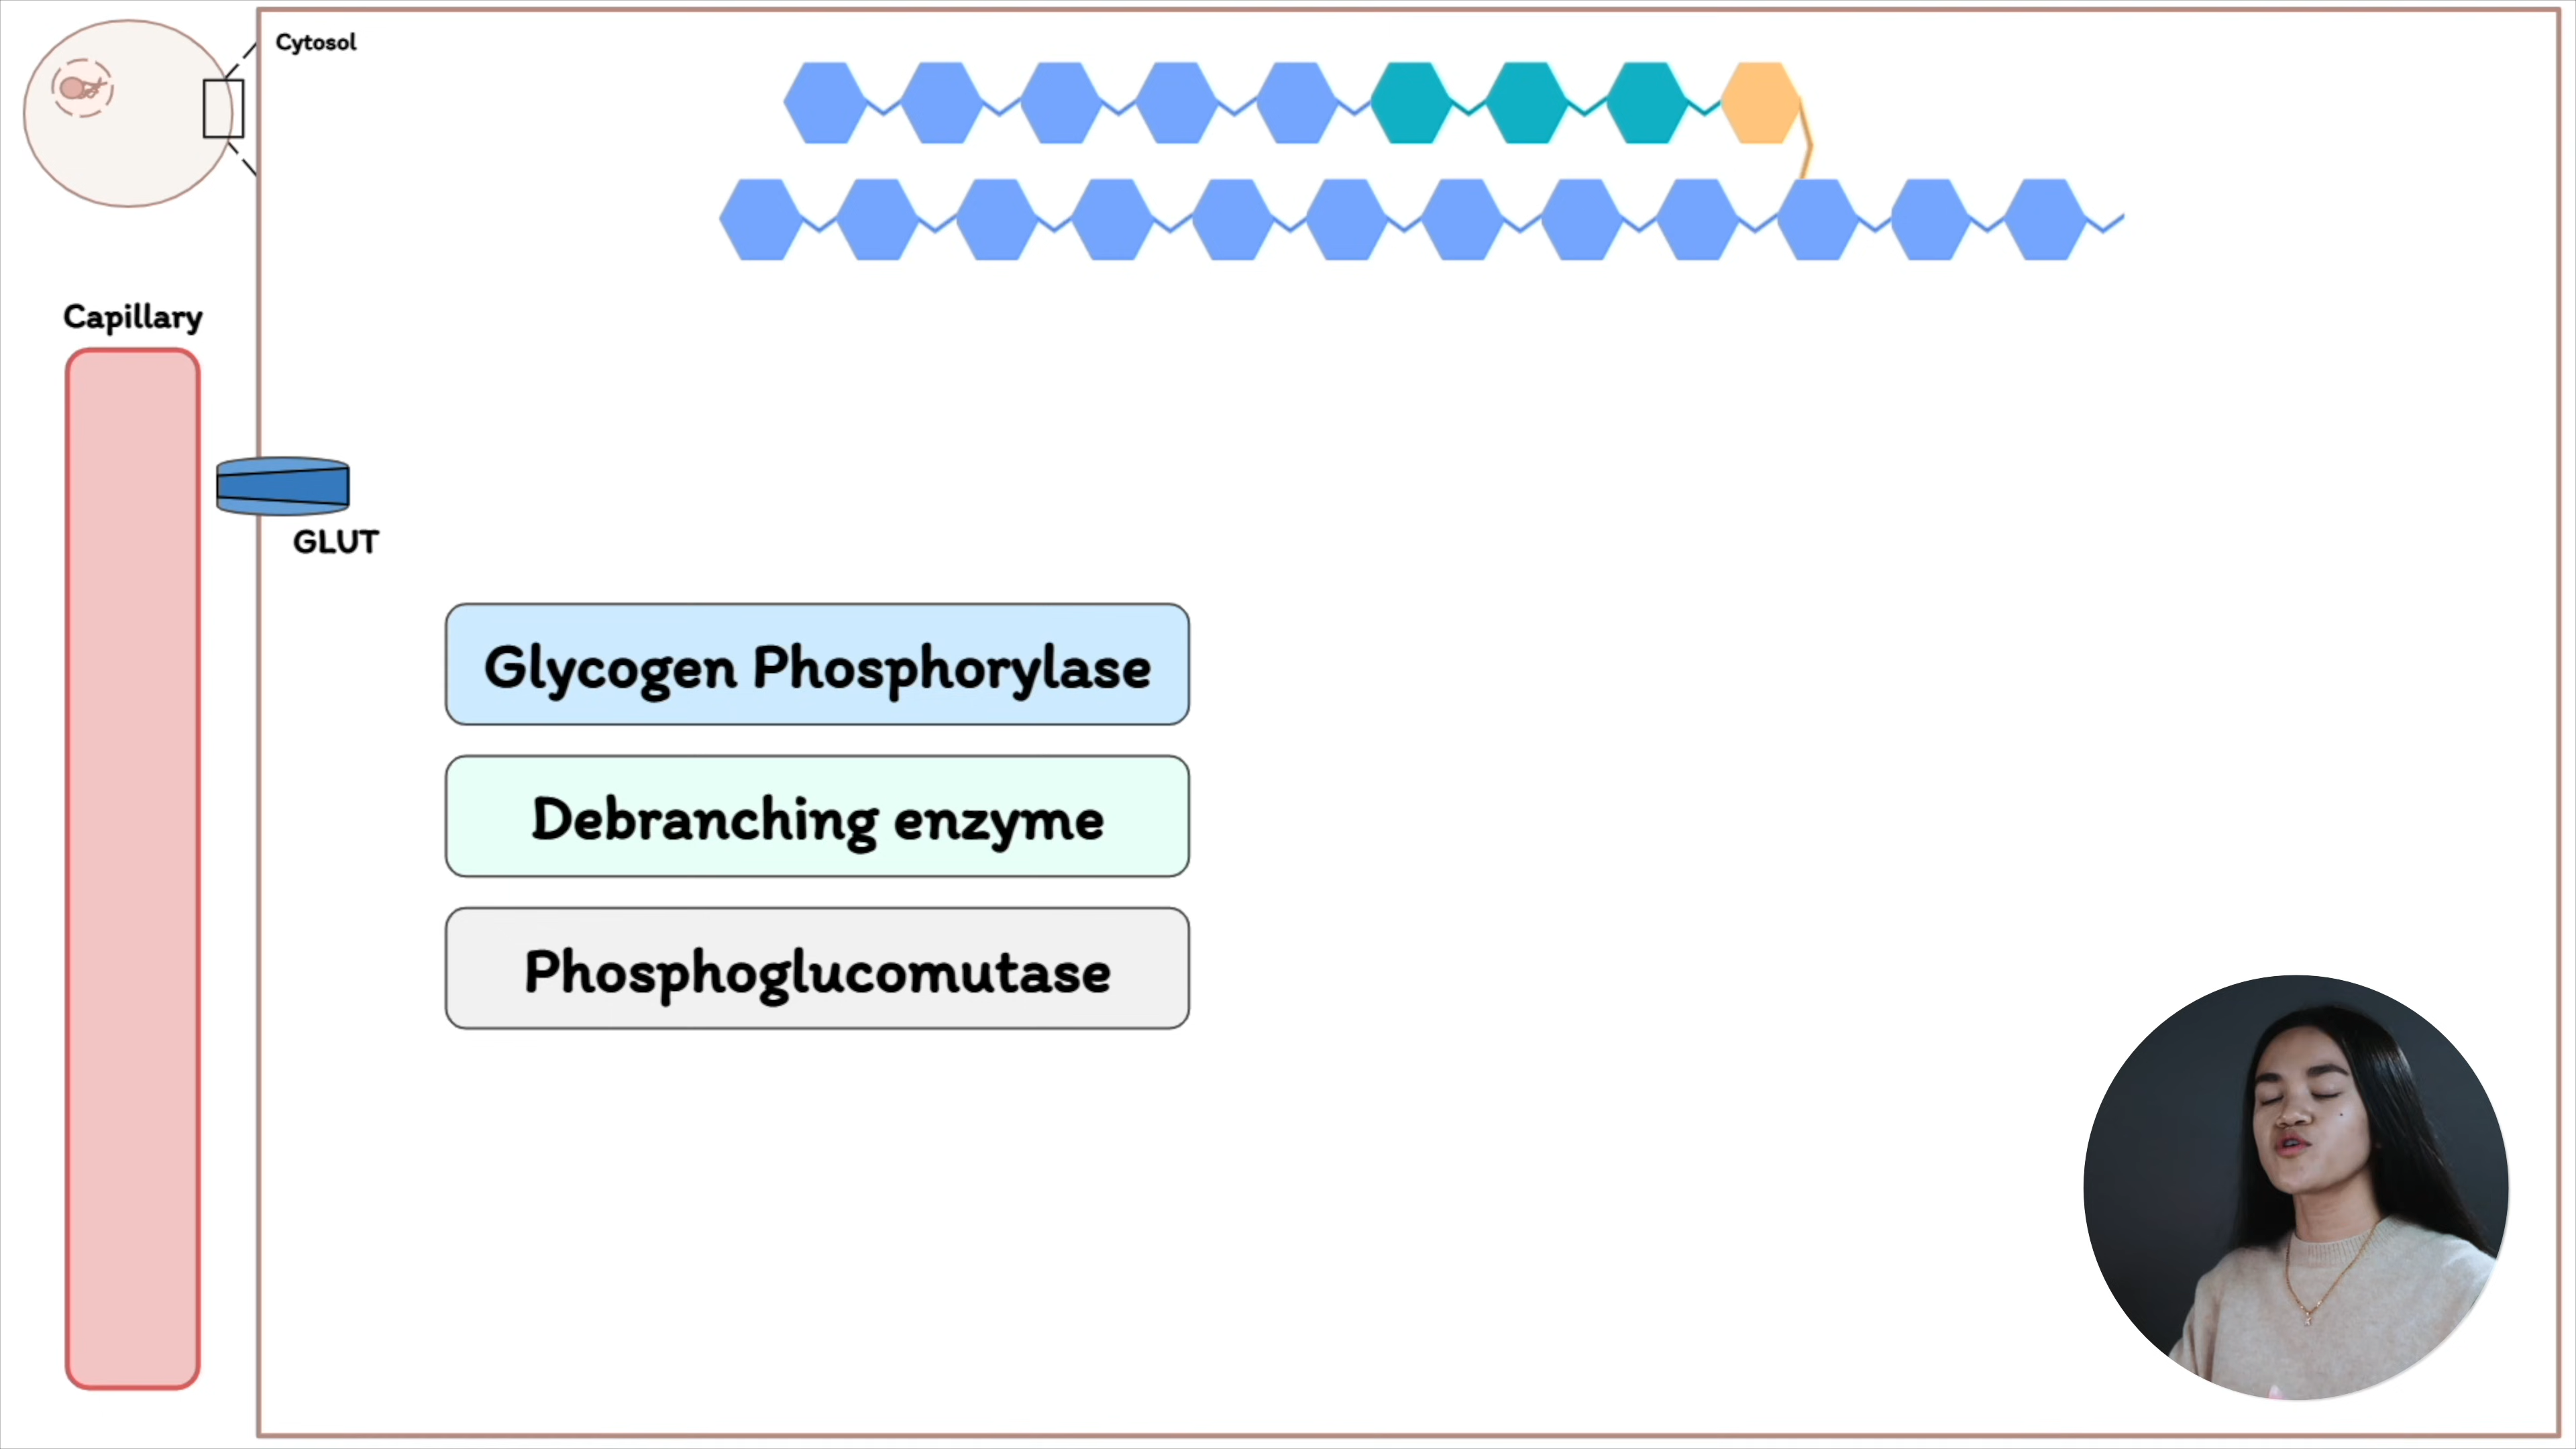 Cytosol
Capillary
GLUT
Glycogen Phosphorylase
Debranching enzyme
Phosphoglucomutase